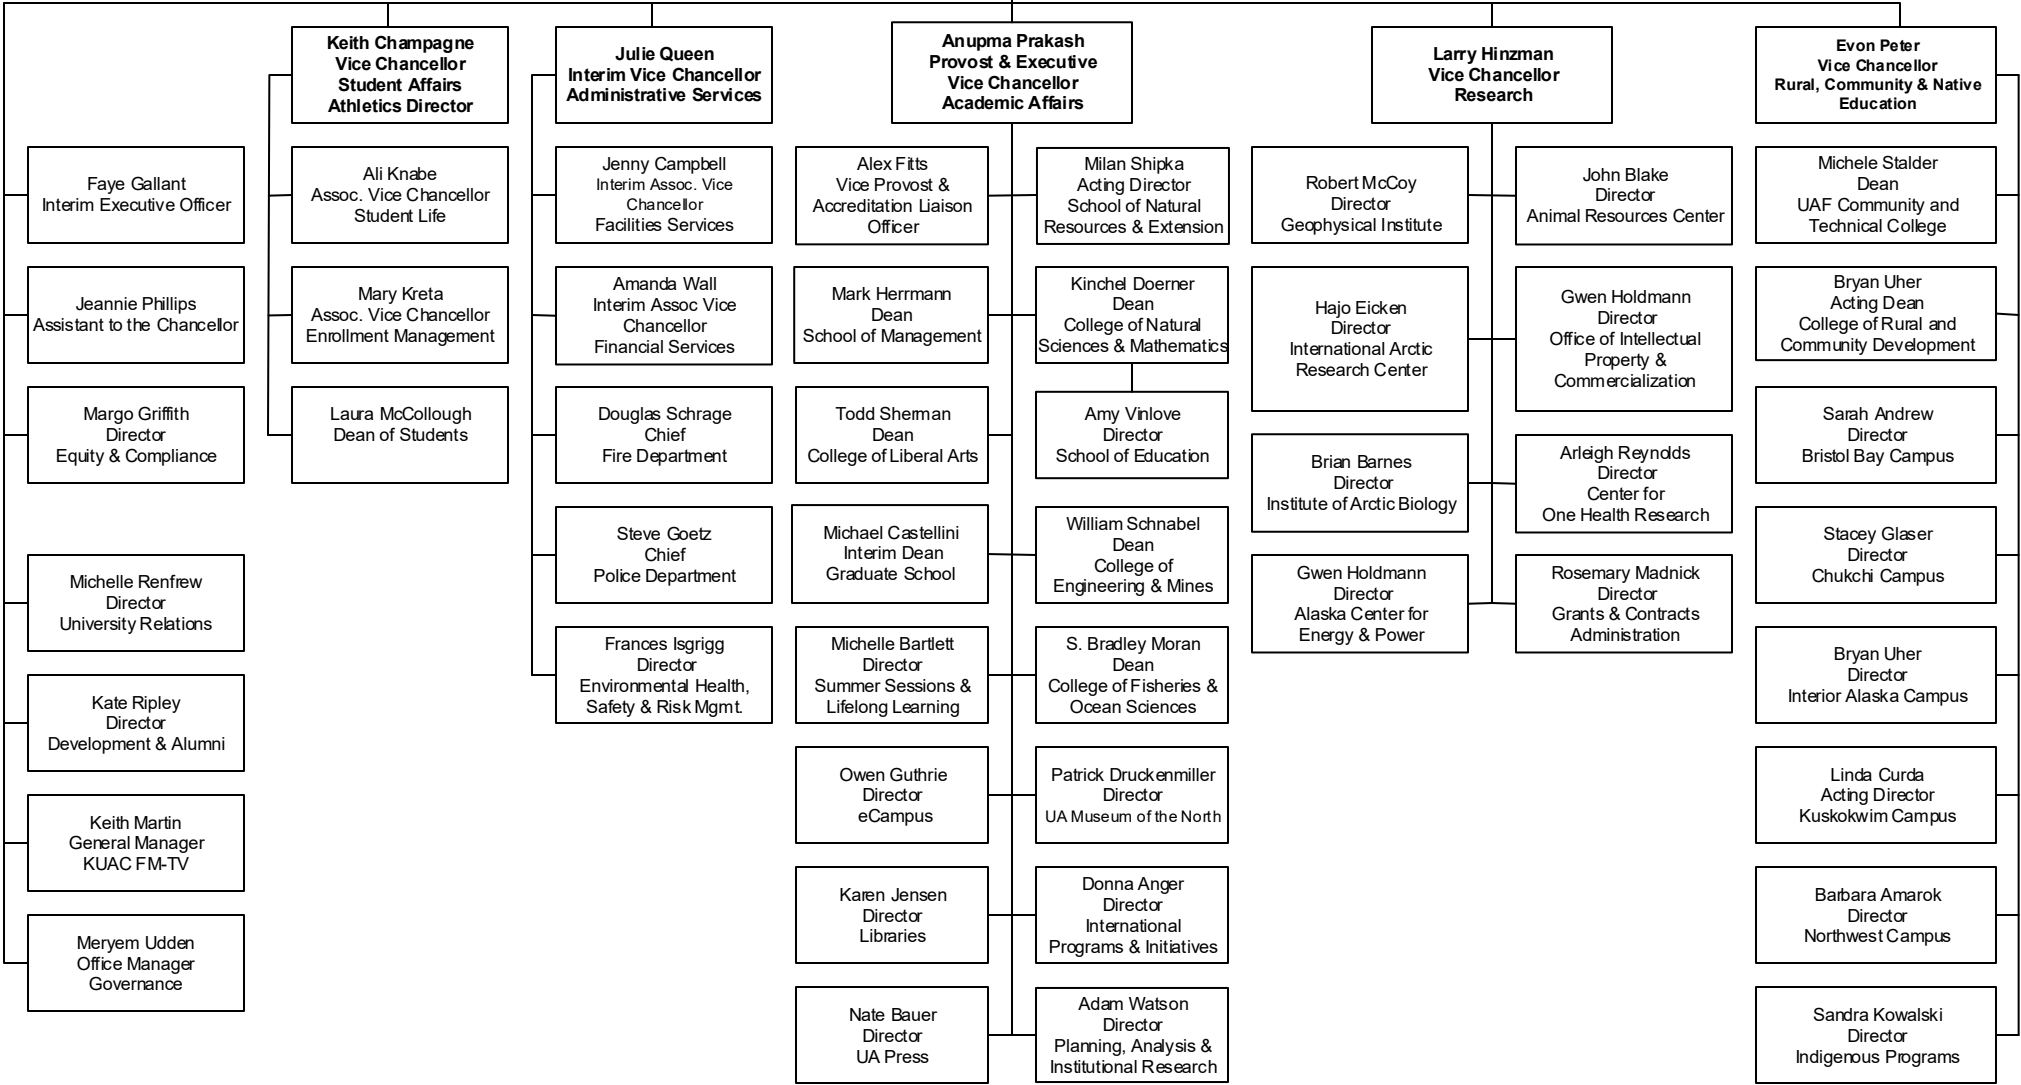 Keith Champagne
Vice Chancellor
Student Affairs
Athletics Director
Julie Queen
Interim Vice Chancellor
Administrative Services
Anupma Prakash
Provost & Executive
Vice Chancellor
Academic Affairs
Larry Hinzman
Vice Chancellor
Research
Evon Peter
Vice Chancellor
Rural, Community & Native
Education
Faye Gallant
Interim Executive Officer
Jeannie Phillips
Assistant to the Chancellor
Margo Griffith
Director
Equity & Compliance
Michelle Renfrew
Director
University Relations
Kate Ripley
Director
Development & Alumni
Keith Martin
General Manager
KUAC FM-TV
Meryem Udden
Office Manager
Governance
Ali Knabe
Assoc. Vice Chancellor
Student Life
Mary Kreta
Assoc. Vice Chancellor
Enrollment Management
Laura McCollough
Dean of Students
Jenny Campbell
Interim Assoc. Vice
Chancellor
Facilities Services
Amanda Wall
Interim Assoc Vice
Chancellor
Financial Services
Douglas Schrage
Chief
Fire Department
Steve Goetz
Chief
Police Department
Frances Isgrigg
Director
Environmental Health,
Safety & Risk Mgmt.
Alex Fitts
Vice Provost &
Accreditation Liaison
Officer
Mark Herrmann
Dean
School of Management
Todd Sherman
Dean
College of Liberal Arts
Michael Castellini
Interim Dean
Graduate School
Michelle Bartlett
Director
Summer Sessions &
Lifelong Learning
Owen Guthrie
Director
eCampus
Karen Jensen
Director
Libraries
Nate Bauer
Director
UA Press
Milan Shipka
Acting Director
School of Natural
Resources & Extension
Kinchel Doerner
Dean
College of Natural
Sciences & Mathematics
Amy Vinlove
Director
School of Education
William Schnabel
Dean
College of
Engineering & Mines
S. Bradley Moran
Dean
College of Fisheries &
Ocean Sciences
Patrick Druckenmiller
Director
UA Museum of the North
Donna Anger
Director
International
Programs & Initiatives
Adam Watson
Director
Planning, Analysis &
Institutional Research
Robert McCoy
Director
Geophysical Institute
Hajo Eicken
Director
International Arctic
Research Center
Brian Barnes
Director
Institute of Arctic Biology
Gwen Holdmann
Director
Alaska Center for
Energy & Power
John Blake
Director
Animal Resources Center
Gwen Holdmann
Director
Office of Intellectual
Property &
Commercialization
Arleigh Reynolds
Director
Center for
One Health Research
Rosemary Madnick
Director
Grants & Contracts
Administration
Michele Stalder
Dean
UAF Community and
Technical College
Bryan Uher
Acting Dean
College of Rural and
Community Development
Sarah Andrew
Director
Bristol Bay Campus
Stacey Glaser
Director
Chukchi Campus
Bryan Uher
Director
Interior Alaska Campus
Linda Curda
Acting Director
Kuskokwim Campus
Barbara Amarok
Director
Northwest Campus
Sandra Kowalski
Director
Indigenous Programs